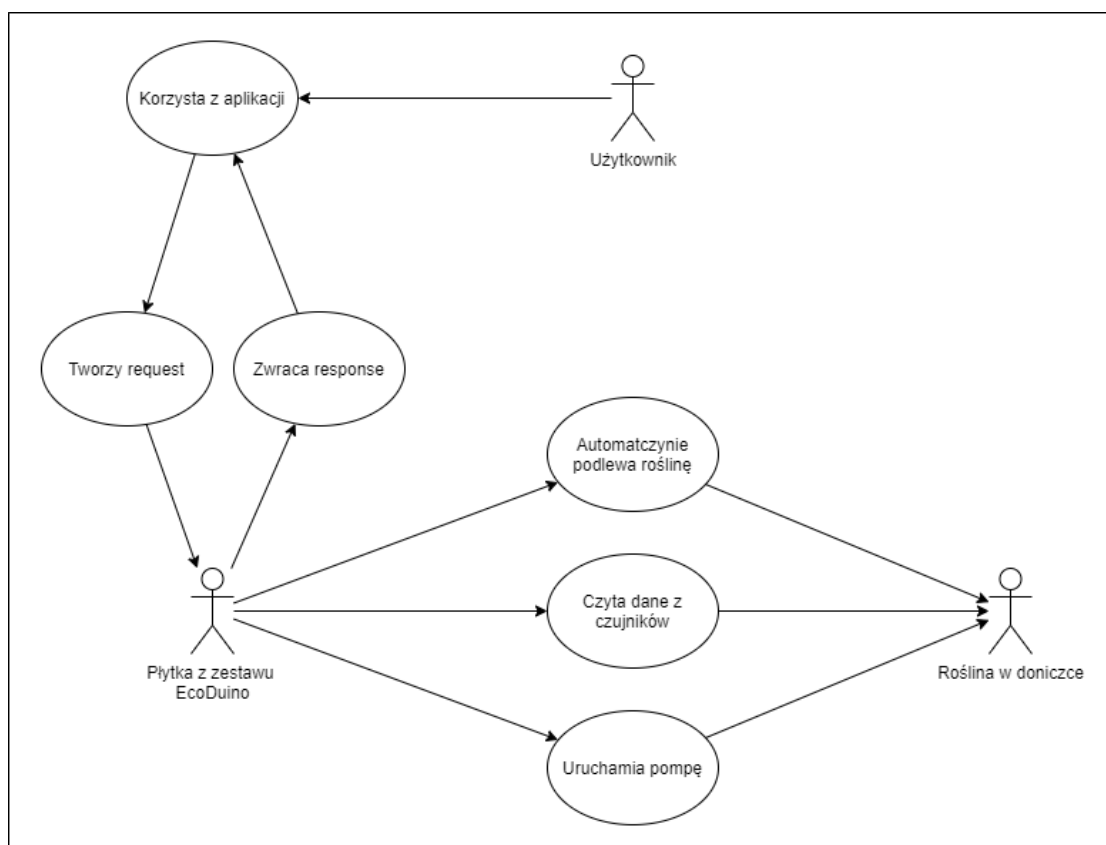 Korzysta z aplikacji
Użytkownik
Tworzy request
Zwraca response
Automatczynie
podlewa roślinę
Czyta dane z
czujników
Płytka z zestawu
EcoDuino
Roślina w doniczce
Uruchamia pompę